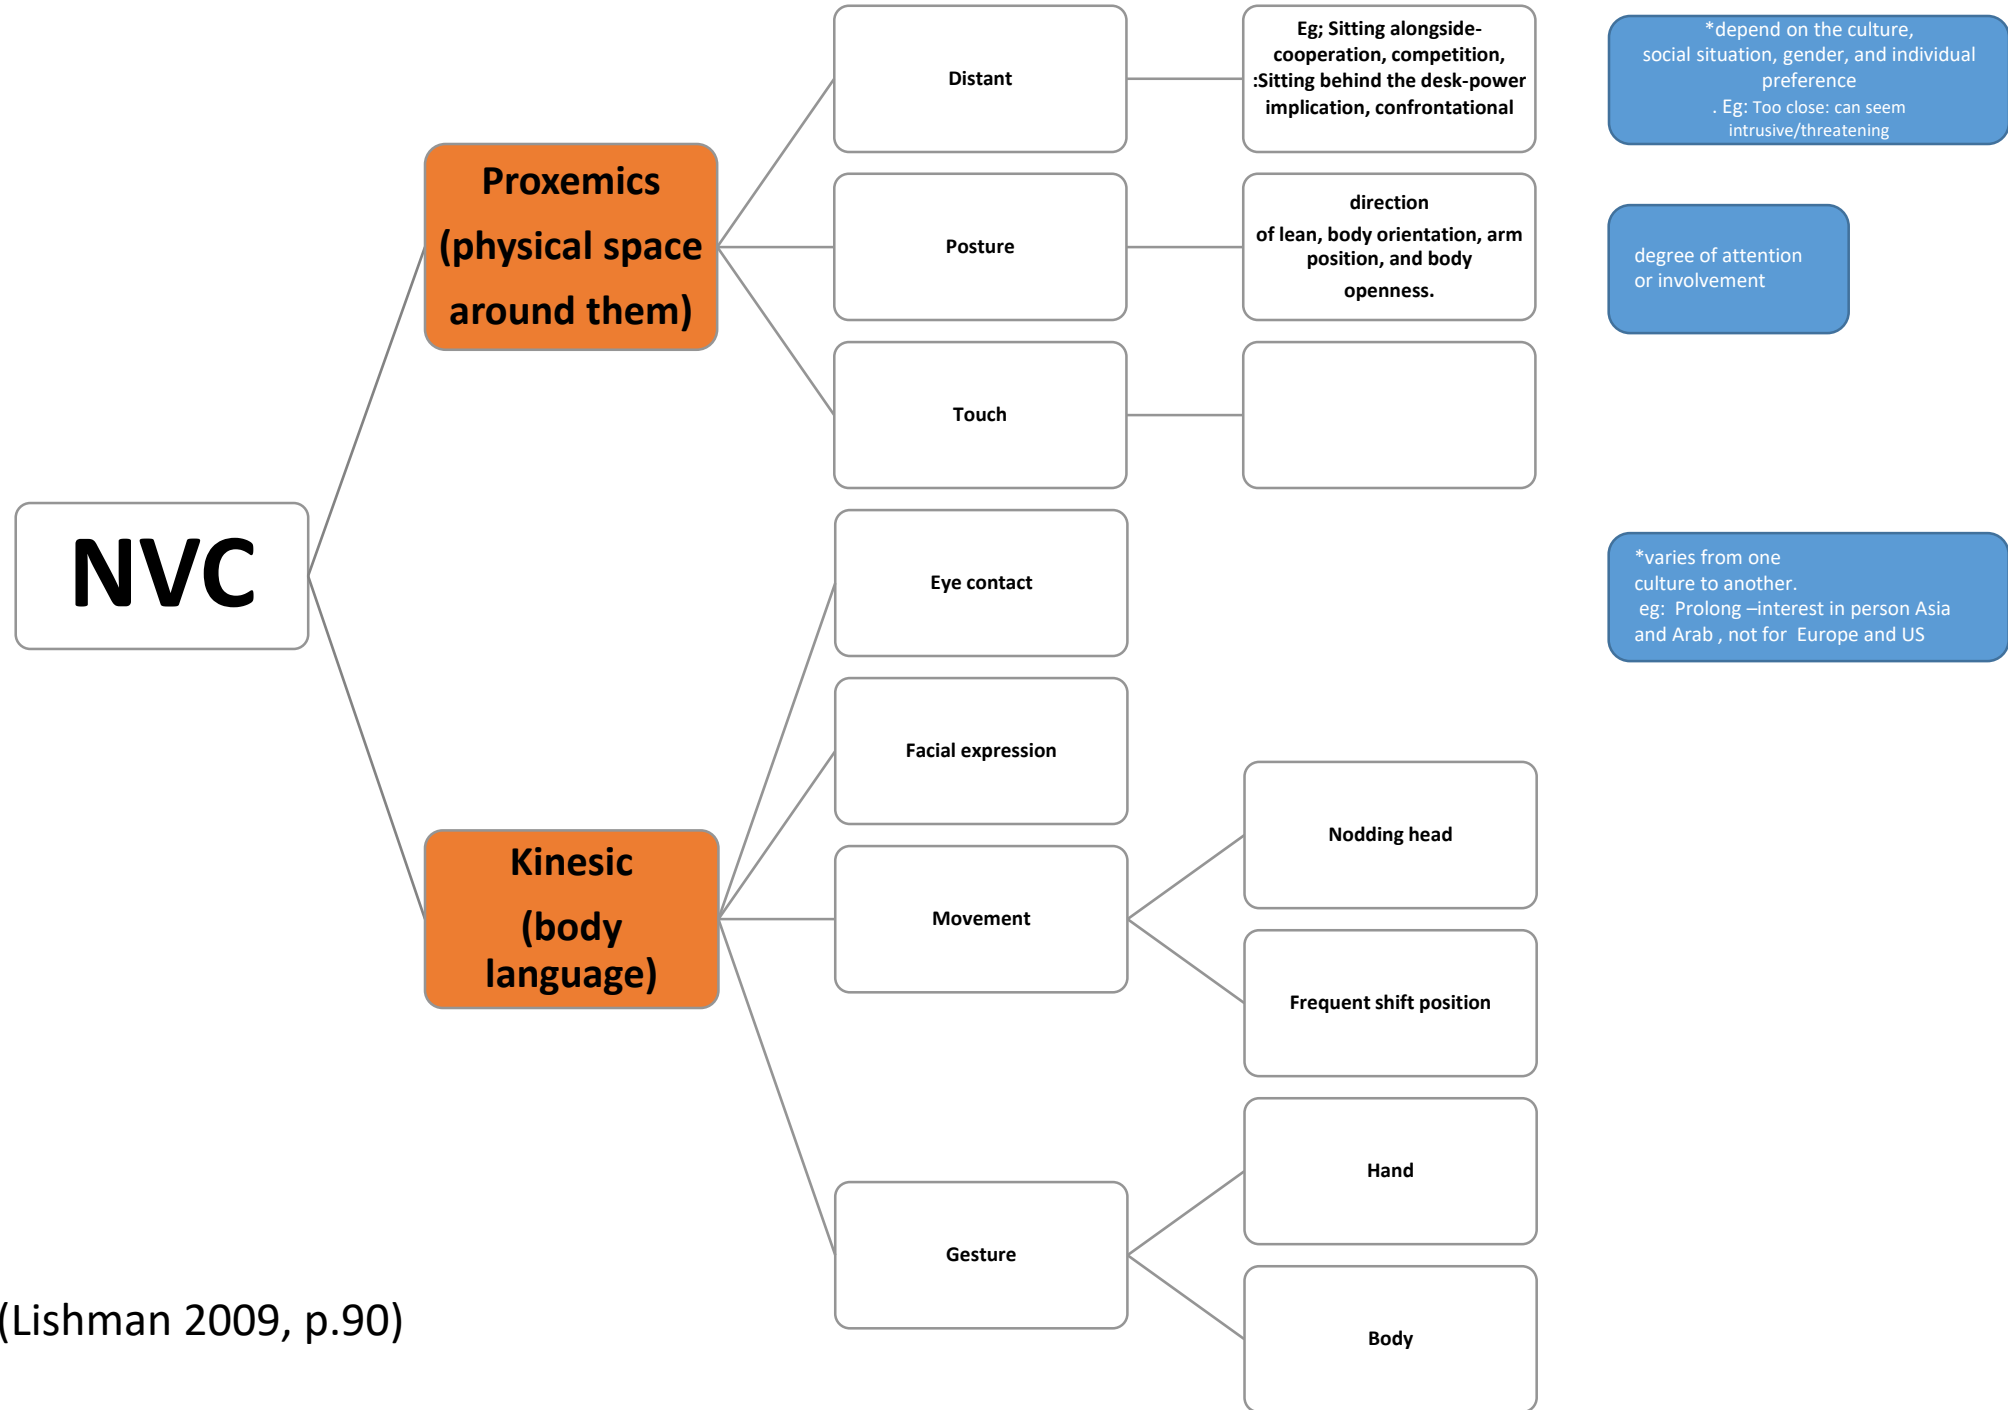 NVC
Proxemics
(physical space
around them)
Distant
Eg; Sitting alongside-
cooperation, competition,
:Sitting behind the desk-power
implication, confrontational
*depend on the culture,
social situation, gender, and individual
preference
. Eg: Too close: can seem
intrusive/threatening
Posture
direction
of lean, body orientation, arm
position, and body
openness.
degree of attention
or involvement
Touch
Kinesic
(body
language)
Eye contact
*varies from one
culture to another.
eg: Prolong –interest in person Asia
and Arab , not for Europe and US
Facial expression
Movement
Nodding head
Frequent shift position
Gesture
Hand
Body
(Lishman 2009, p.90)